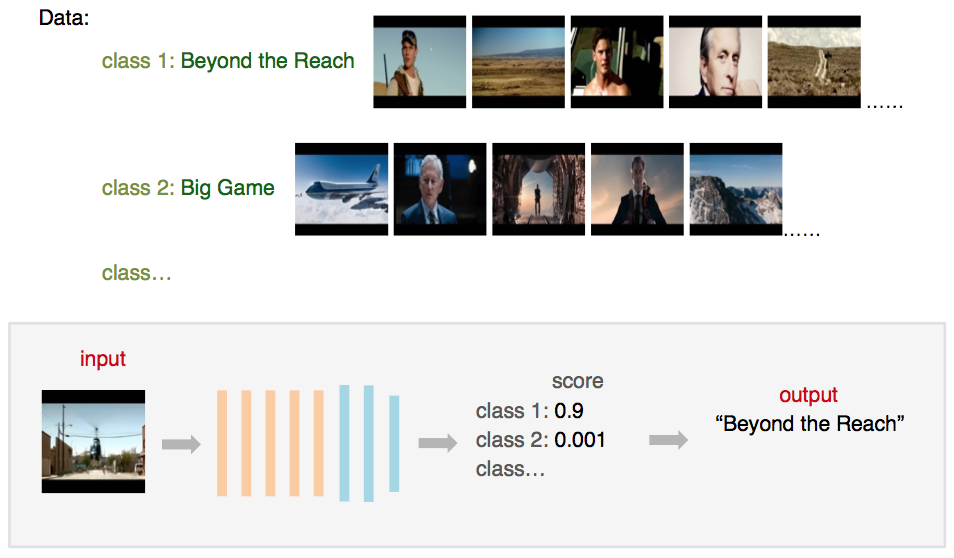 Data:
class 1: Beyond the Reach
……
class 2: Big Game
……
class…
input
score
class 1: 0.9
class 2: 0.001
class…
output
“Beyond the Reach”